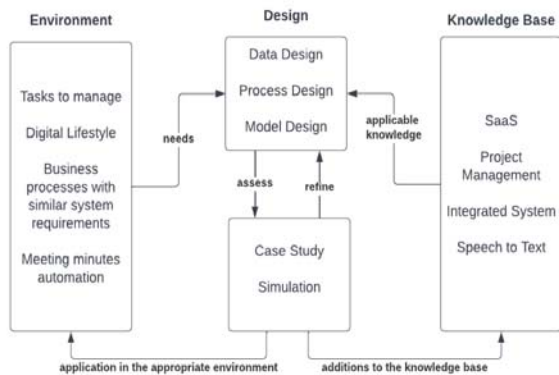 Environment
Tasks to manage
Digital Lifestyle
Business
processes with
similar system
requirements
Meeting minutes
automation
needs
Design
Data Design
Process Design
Model Design
assess
refine
Case Study
Simulation
applicable
knowledge
Knowledge Base
SaaS
Project
Management
Integrated System
Speech to Text
application in the appropriate environment
additions to the knowledge base